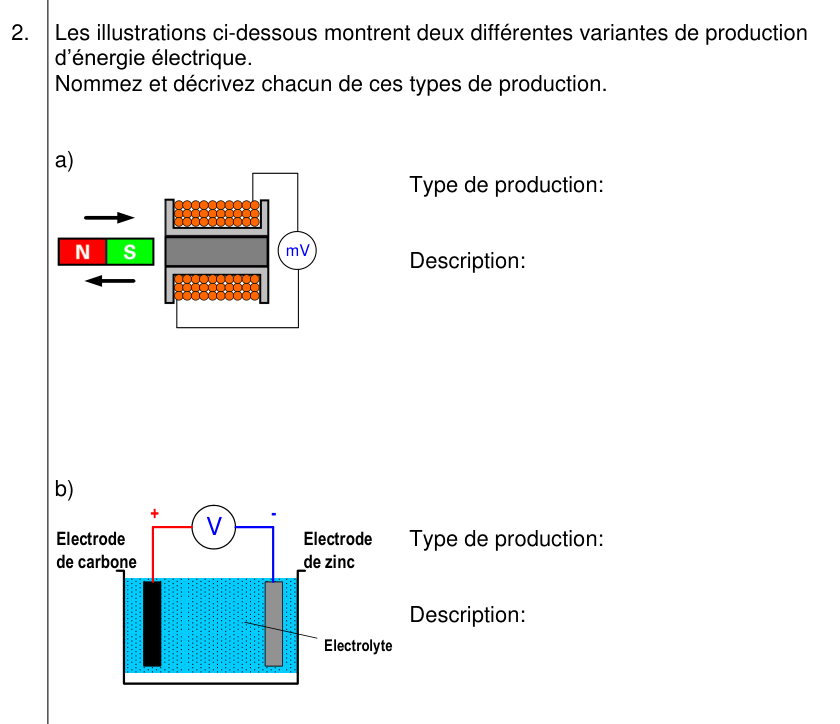 2. Les illustrations ci-dessous montrent deux différentes variantes de production
d'énergie électrique.
Nommez et décrivez chacun de ces types de production.
a)
Type de production:
N S
mV
Description:
b)
+ V -
Electrode
de carbone
Electrode
de zinc
Type de production:
Description:
Electrolyte